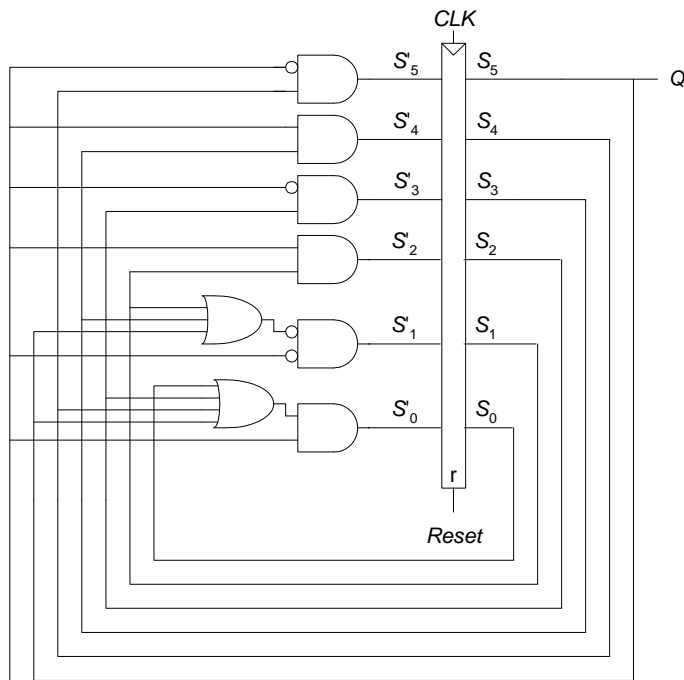 CLK
S'₅ S₅ Q
S'₄ S₄
S'₃ S₃
S'₂ S₂
S'₁ S₁
S'₀ S₀
r
Reset